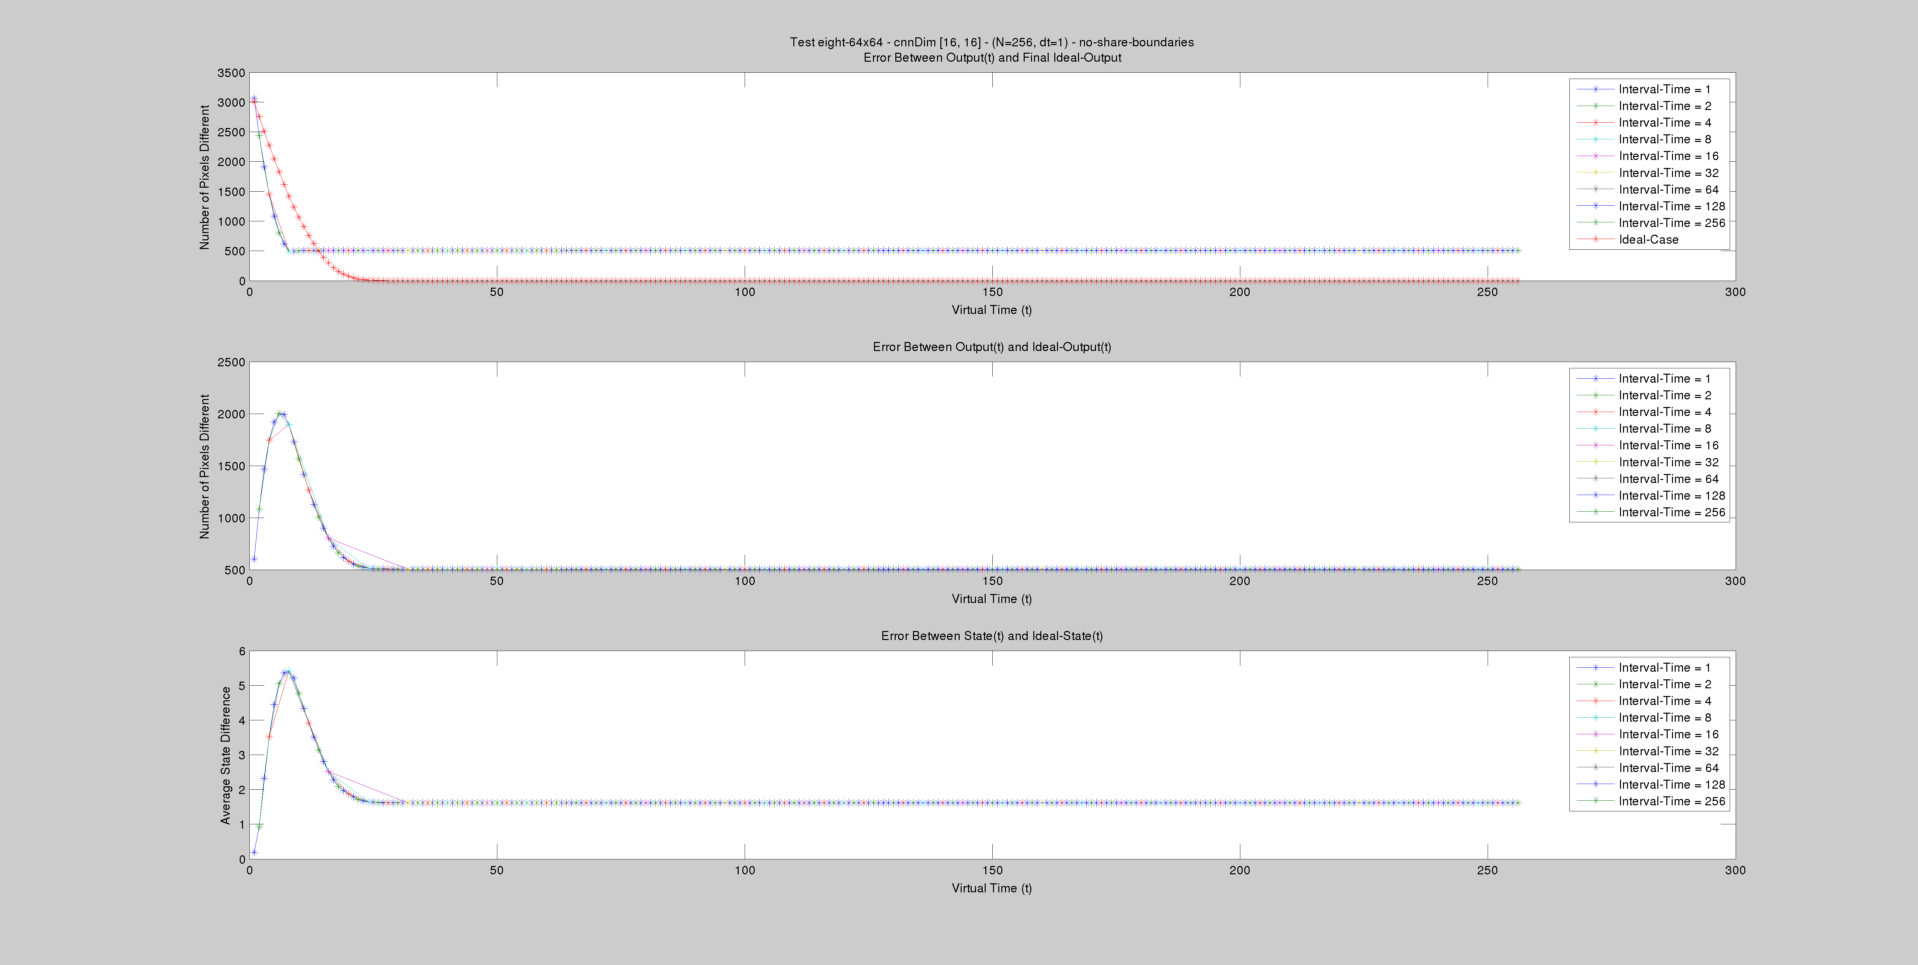 Test eight-64x64 - cnnDim [16, 16] - (N=256, dt=1) - no-share-boundaries
Error Between Output(t) and Final Ideal-Output
Number of Pixels Different
3500
3000
2500
2000
1500
1000
500
0
0 50 100 150 200 250 300
Virtual Time (t)
Interval-Time = 1
Interval-Time = 2
Interval-Time = 4
Interval-Time = 8
Interval-Time = 16
Interval-Time = 32
Interval-Time = 64
Interval-Time = 128
Interval-Time = 256
Ideal-Case
Error Between Output(t) and Ideal-Output(t)
Number of Pixels Different
2500
2000
1500
1000
500
0 50 100 150 200 250 300
Virtual Time (t)
Interval-Time = 1
Interval-Time = 2
Interval-Time = 4
Interval-Time = 8
Interval-Time = 16
Interval-Time = 32
Interval-Time = 64
Interval-Time = 128
Interval-Time = 256
Error Between State(t) and Ideal-State(t)
Average State Difference
6
5
4
3
2
1
0
0 50 100 150 200 250 300
Virtual Time (t)
Interval-Time = 1
Interval-Time = 2
Interval-Time = 4
Interval-Time = 8
Interval-Time = 16
Interval-Time = 32
Interval-Time = 64
Interval-Time = 128
Interval-Time = 256